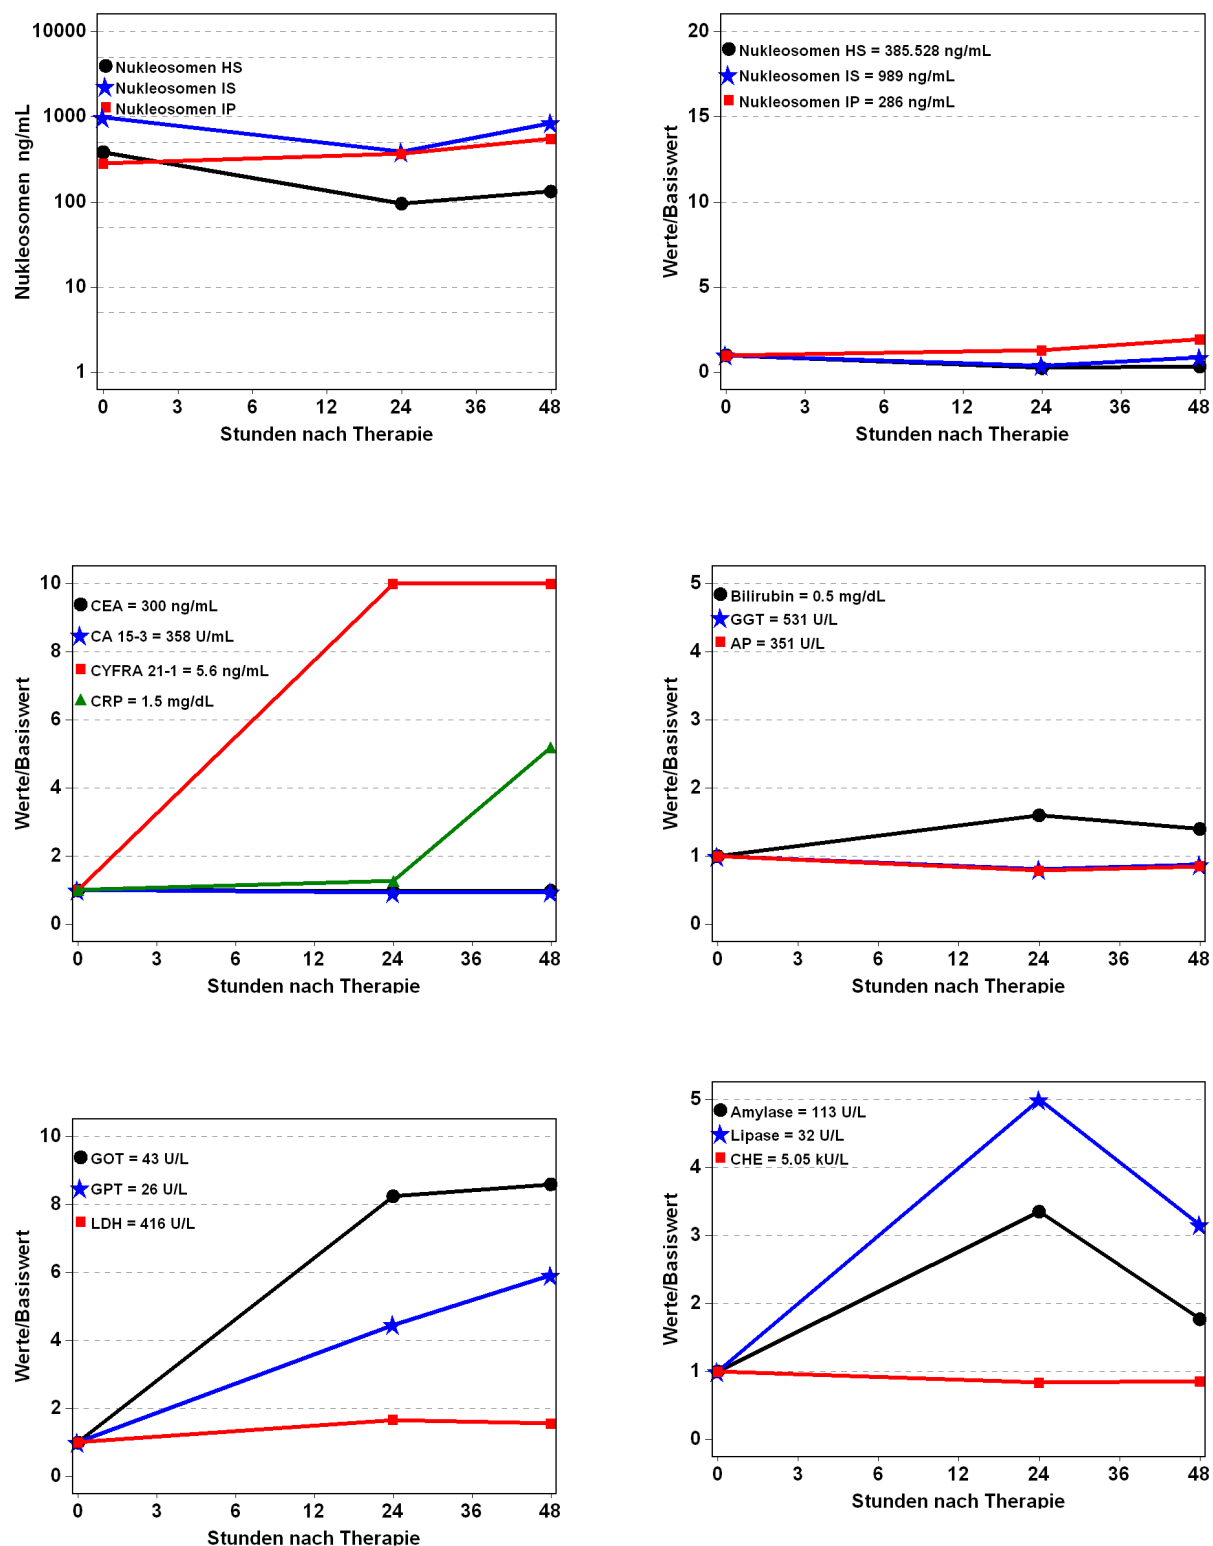 10000
1000
100
10
1
Nukleosomen ng/mL
Nukleosomen HS
Nukleosomen IS
Nukleosomen IP
0 3 6 12 24 36 48
Stunden nach Therapie
20
15
10
5
0
Werte/Basiswert
Nukleosomen HS = 385.528 ng/mL
Nukleosomen IS = 989 ng/mL
Nukleosomen IP = 286 ng/mL
0 3 6 12 24 36 48
Stunden nach Therapie
10
8
6
4
2
0
Werte/Basiswert
CEA = 300 ng/mL
CA 15-3 = 358 U/mL
CYFRA 21-1 = 5.6 ng/mL
CRP = 1.5 mg/dL
0 3 6 12 24 36 48
Stunden nach Therapie
5
4
3
2
1
0
Werte/Basiswert
Bilirubin = 0.5 mg/dL
GGT = 531 U/L
AP = 351 U/L
0 3 6 12 24 36 48
Stunden nach Therapie
10
8
6
4
2
0
Werte/Basiswert
GOT = 43 U/L
GPT = 26 U/L
LDH = 416 U/L
0 3 6 12 24 36 48
Stunden nach Therapie
5
4
3
2
1
0
Werte/Basiswert
Amylase = 113 U/L
Lipase = 32 U/L
CHE = 5.05 kU/L
0 3 6 12 24 36 48
Stunden nach Therapie